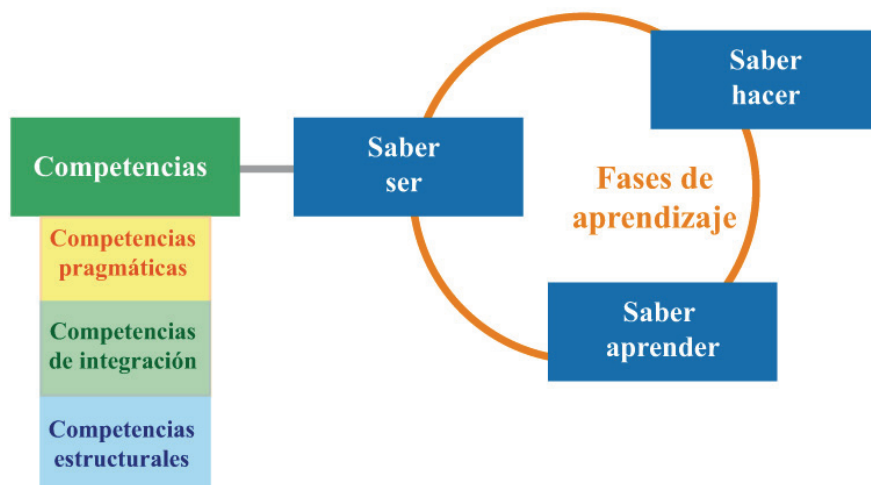 Competencias
Competencias
pragmáticas
Competencias
de integración
Competencias
estructurales
Saber
ser
Saber
hacer
Fases de
aprendizaje
Saber
aprender